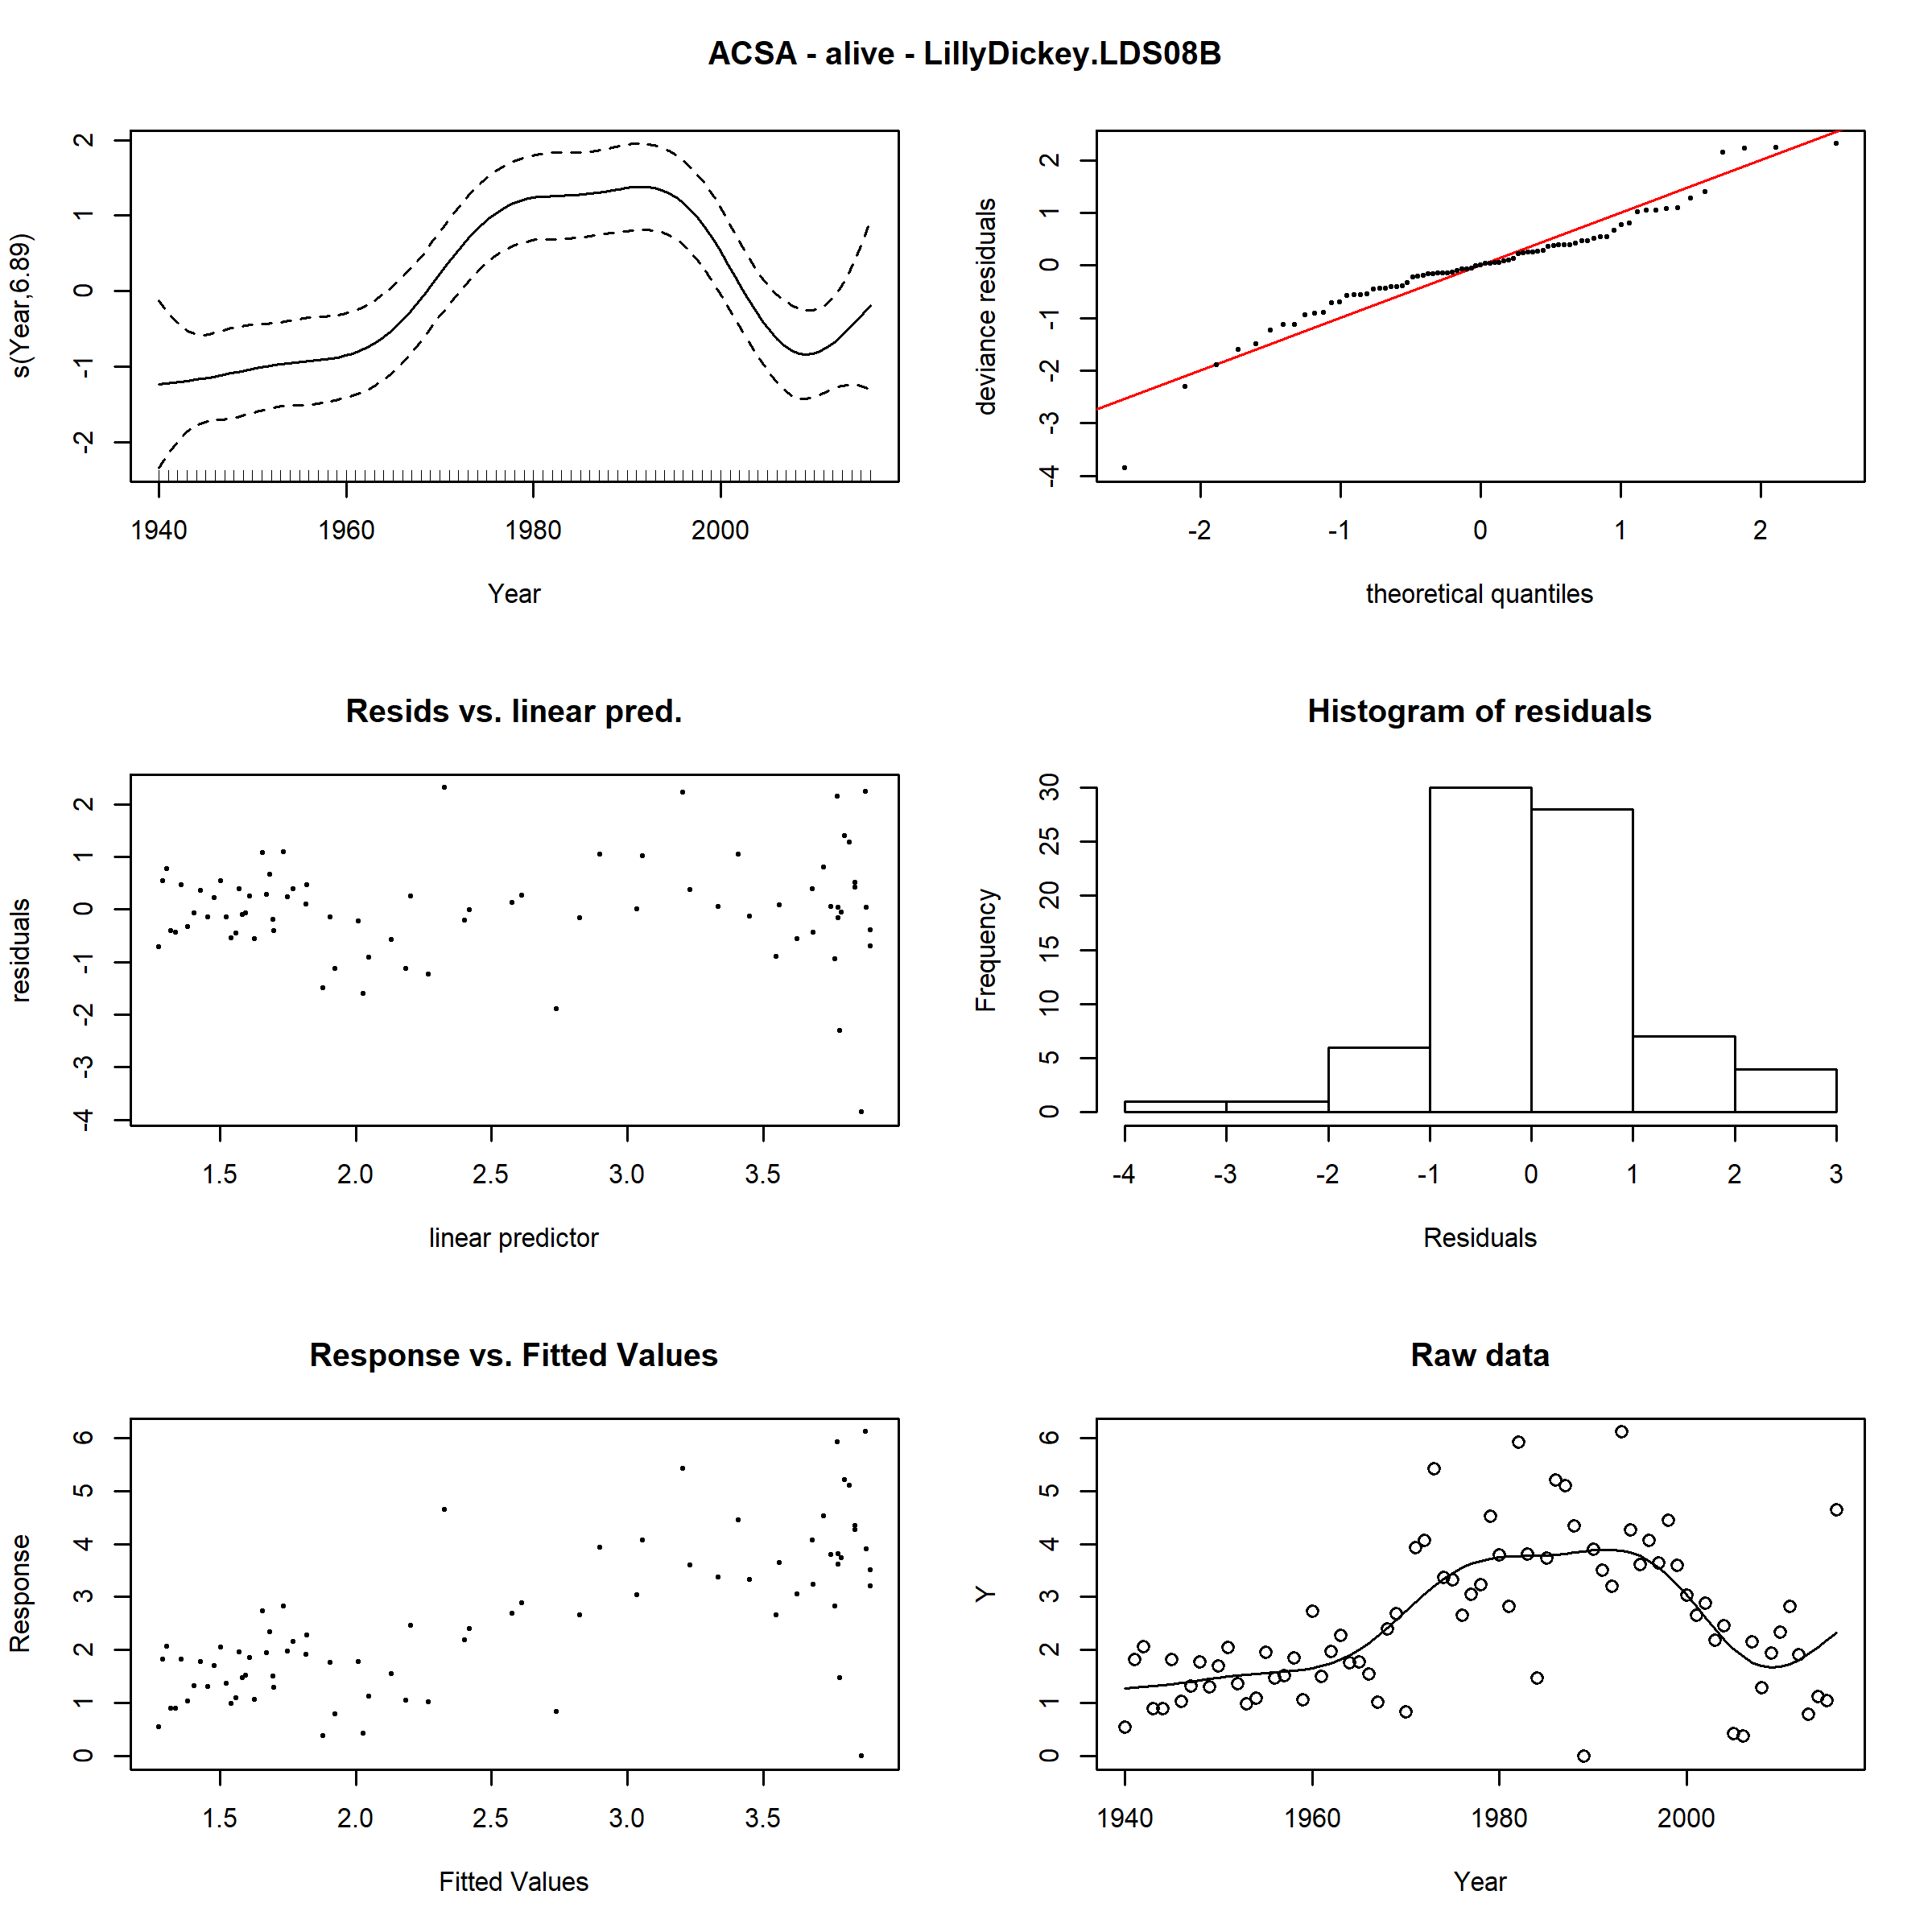 ACSA - alive - LillyDickey.LDS08B
s(Year,6.89)
2
1
0
-1
-2
1940 1960 1980 2000
Year
deviance residuals
2
1
0
-1
-2
-3
-4
-2 -1 0 1 2
theoretical quantiles
Resids vs. linear pred.
residuals
2
1
0
-1
-2
-3
-4
1.5 2.0 2.5 3.0 3.5
linear predictor
Histogram of residuals
Frequency
30
25
20
15
10
5
0
-4 -3 -2 -1 0 1 2 3
Residuals
Response vs. Fitted Values
Response
6
5
4
3
2
1
0
1.5 2.0 2.5 3.0 3.5
Fitted Values
Raw data
Y
6
5
4
3
2
1
0
1940 1960 1980 2000
Year